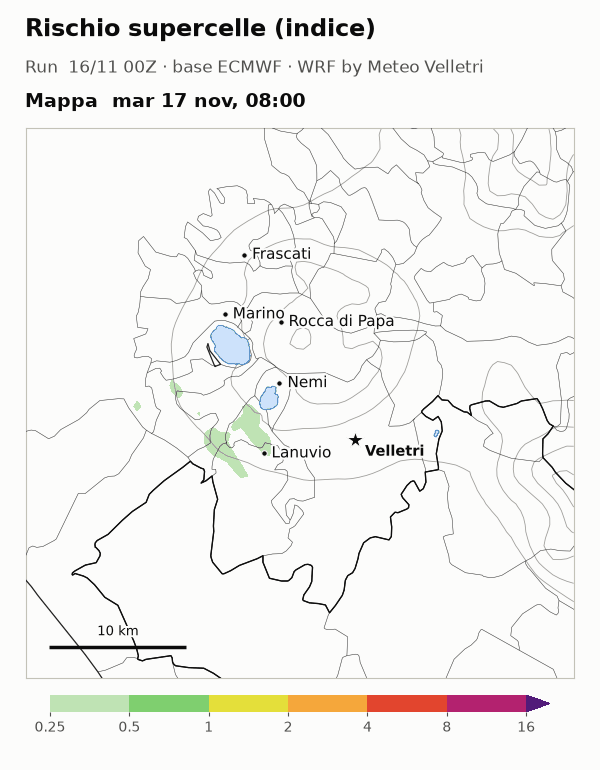 Rischio supercelle (indice)
Run  16/11 00Z · base ECMWF · WRF by Meteo Velletri
Mappa  mar 17 nov, 08:00
Frascati
Marino
Rocca di Papa
Nemi
Velletri
Lanuvio
10 km
0.25 0.5 1 2 4 8 16